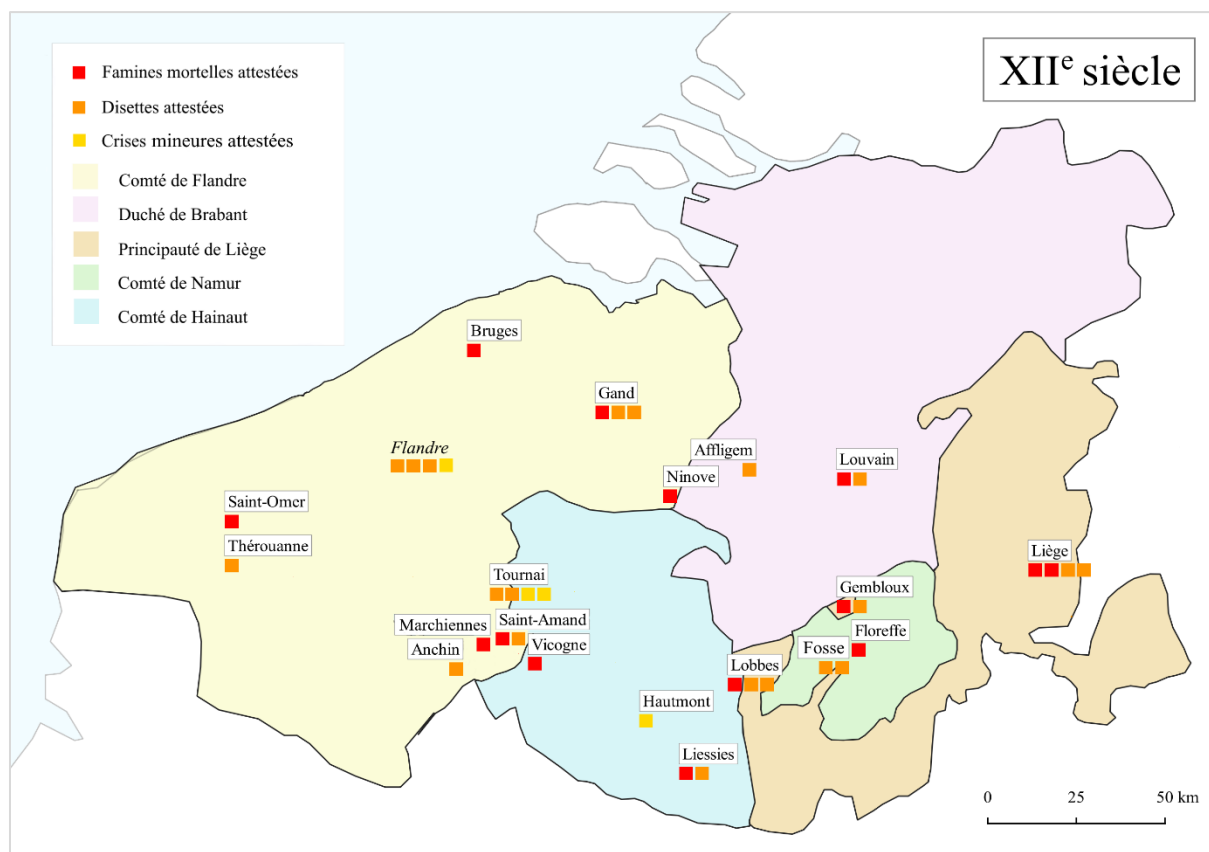 XIIe siècle
Famines mortelles attestées
Disettes attestées
Crises mineures attestées
Comté de Flandre
Duché de Brabant
Principauté de Liège
Comté de Namur
Comté de Hainaut
Bruges
Gand
Flandre
Affligem
Louvain
Ninove
Saint-Omer
Thérouanne
Liège
Tournai
Gembloux
Marchiennes
Saint-Amand
Floreffe
Anchin
Vicogne
Fosse
Lobbes
Hautmont
Liessies
0 25 50 km